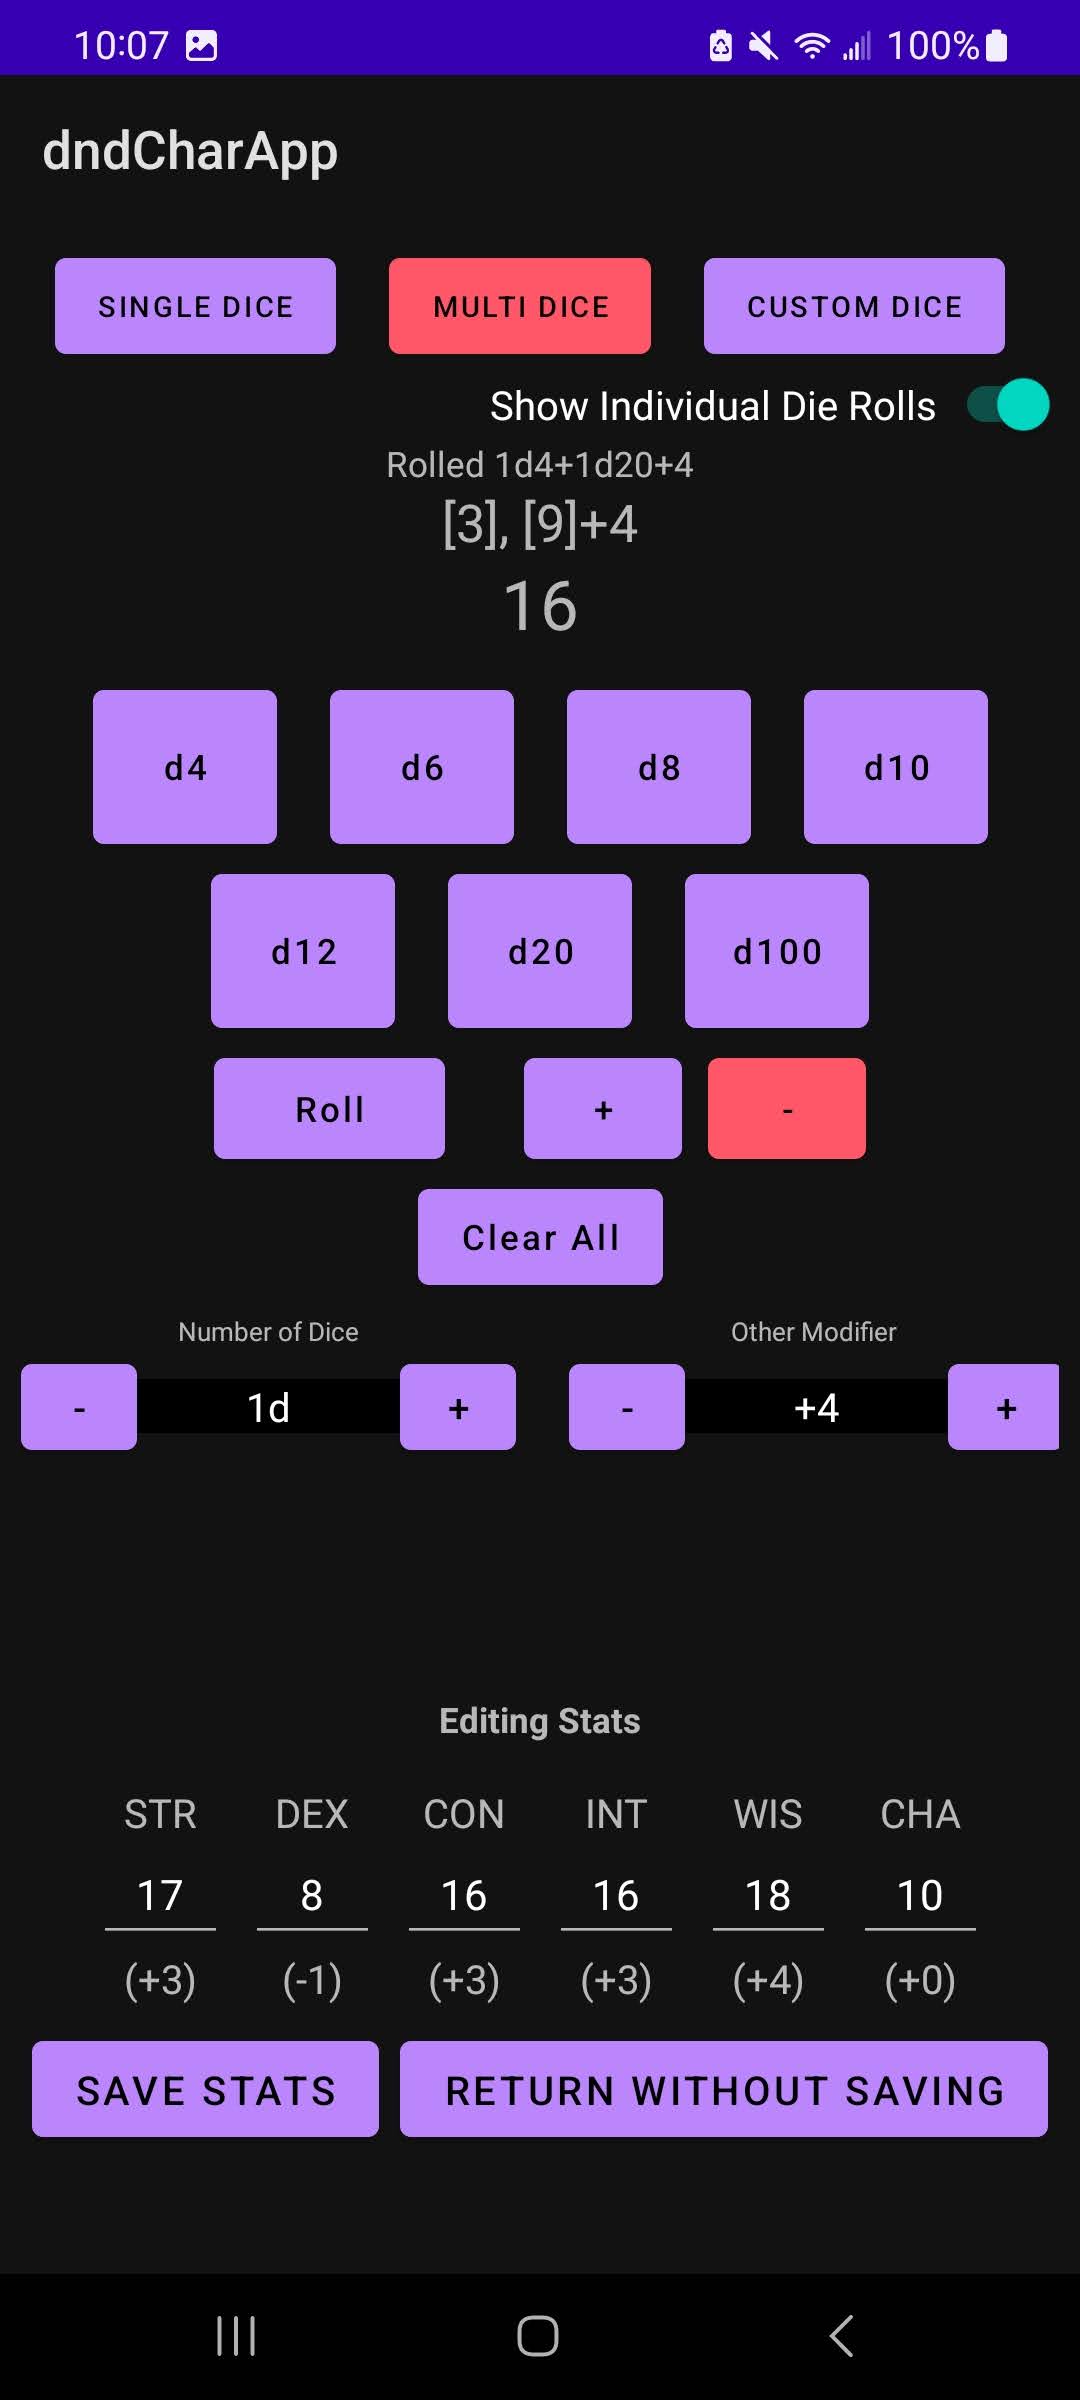 10:07 100%
dndCharApp
SINGLE DICE MULTI DICE CUSTOM DICE
Show Individual Die Rolls
Rolled 1d4+1d20+4
[3], [9]+4
16
d4 d6 d8 d10
d12 d20 d100
Roll + -
Clear All
Number of Dice Other Modifier
- 1d + - +4 +
Editing Stats
STR DEX CON INT WIS CHA
17 8 16 16 18 10
(+3) (-1) (+3) (+3) (+4) (+0)
SAVE STATS RETURN WITHOUT SAVING